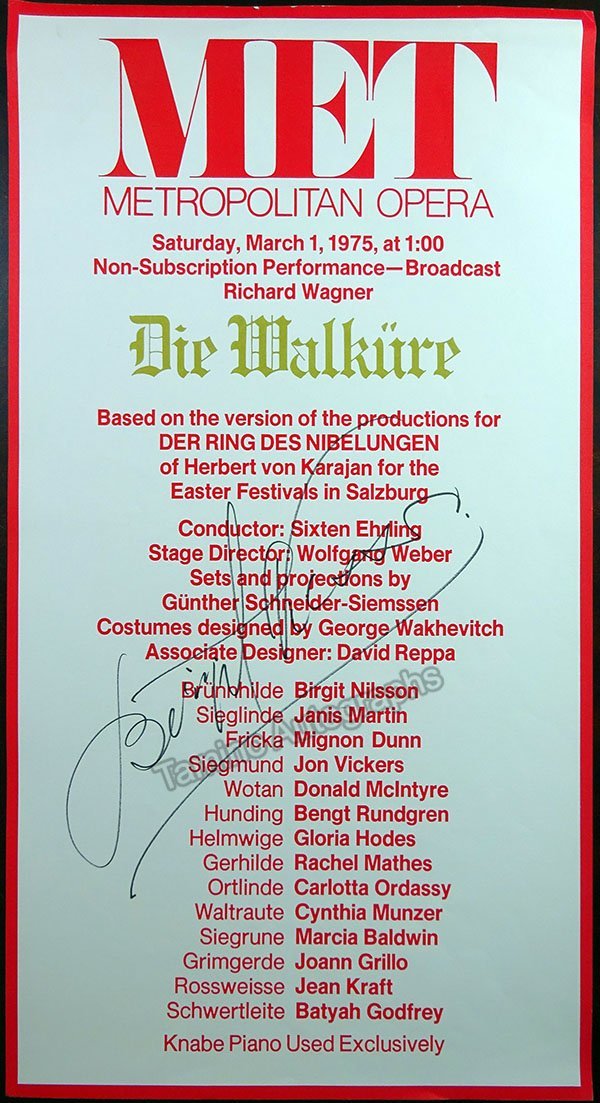 MET
METROPOLITAN OPERA
Saturday, March 1, 1975, at 1:00
Non-Subscription Performance—Broadcast
Richard Wagner
Die Walküre
Based on the version of the productions for
DER RING DES NIBELUNGEN
of Herbert von Karajan for the
Easter Festivals in Salzburg
Conductor: Sixten Ehrling
Stage Director: Wolfgang Weber
Sets and projections by
Günther Schneider-Siemssen
Costumes designed by George Wakhevitch
Associate Designer: David Reppa
Brünnhilde Birgit Nilsson
Sieglinde Janis Martin
Fricka Mignon Dunn
Siegmund Jon Vickers
Wotan Donald McIntyre
Hunding Bengt Rundgren
Helmwige Gloria Hodes
Gerhilde Rachel Mathes
Ortlinde Carlotta Ordassy
Waltraute Cynthia Munzer
Siegrune Marcia Baldwin
Grimgerde Joann Grillo
Rossweisse Jean Kraft
Schwertleite Batyah Godfrey
Knabe Piano Used Exclusively
Birgit Nilsson
Tamino Autographs